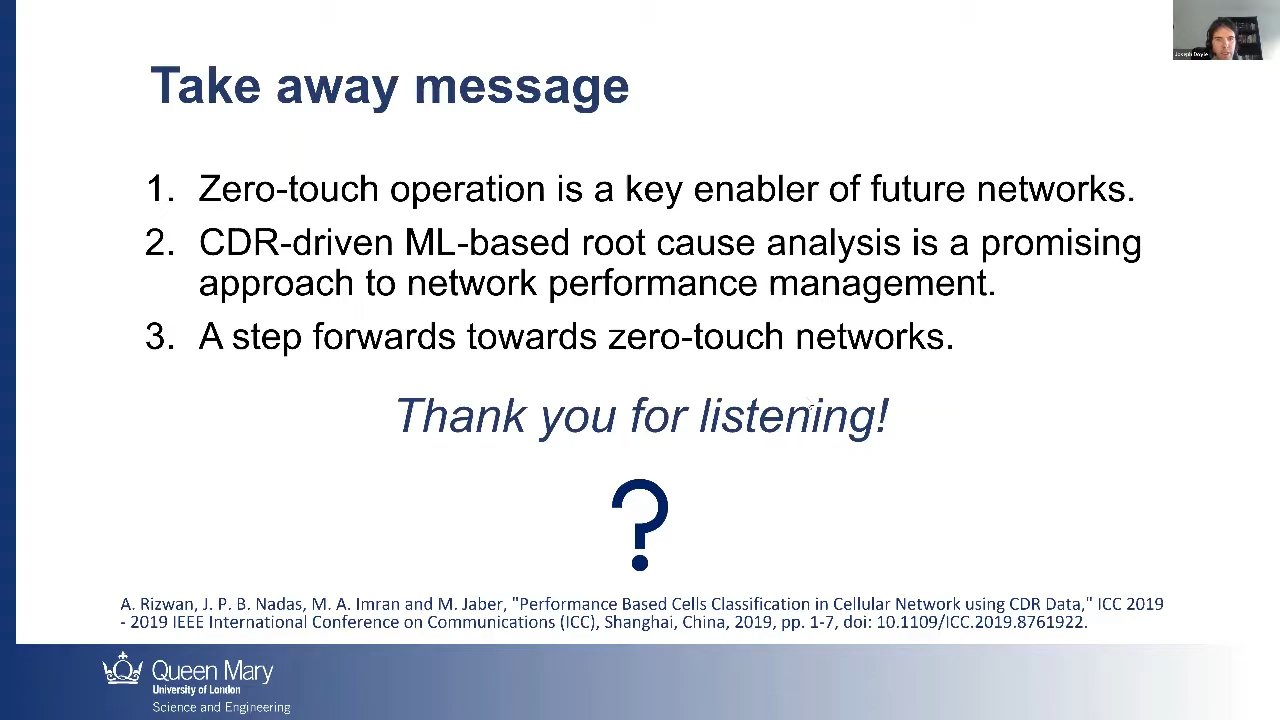 Joseph Doyle
Take away message
1. Zero-touch operation is a key enabler of future networks.
2. CDR-driven ML-based root cause analysis is a promising
approach to network performance management.
3. A step forwards towards zero-touch networks.
Thank you for listening!
?
A. Rizwan, J. P. B. Nadas, M. A. Imran and M. Jaber, "Performance Based Cells Classification in Cellular Network using CDR Data," ICC 2019
- 2019 IEEE International Conference on Communications (ICC), Shanghai, China, 2019, pp. 1-7, doi: 10.1109/ICC.2019.8761922.
Queen Mary
University of London
Science and Engineering